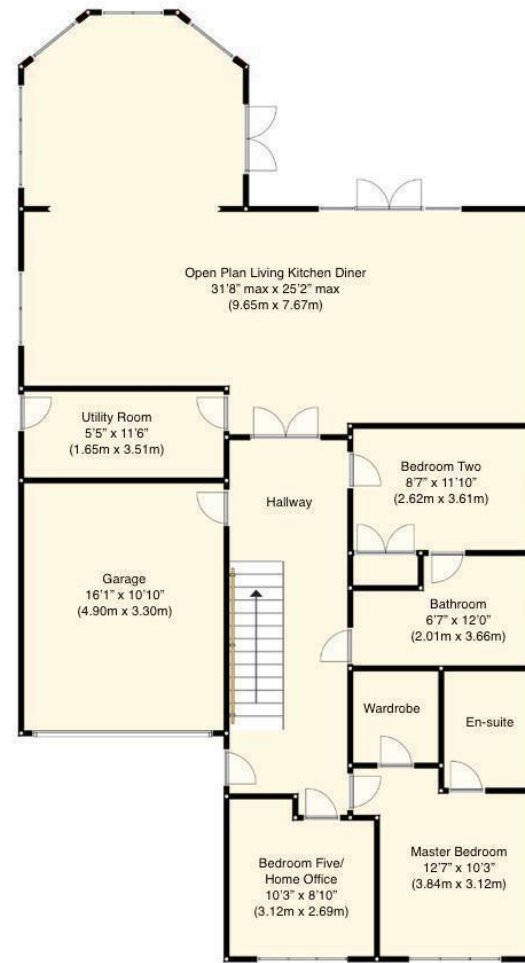 Open Plan Living Kitchen Diner
31'8" max x 25'2" max
(9.65m x 7.67m)
Utility Room
5'5" x 11'6"
(1.65m x 3.51m)
Hallway
Bedroom Two
8'7" x 11'10"
(2.62m x 3.61m)
Garage
16'1" x 10'10"
(4.90m x 3.30m)
Bathroom
6'7" x 12'0"
(2.01m x 3.66m)
Wardrobe
En-suite
Bedroom Five/
Home Office
10'3" x 8'10"
(3.12m x 2.69m)
Master Bedroom
12'7" x 10'3"
(3.84m x 3.12m)